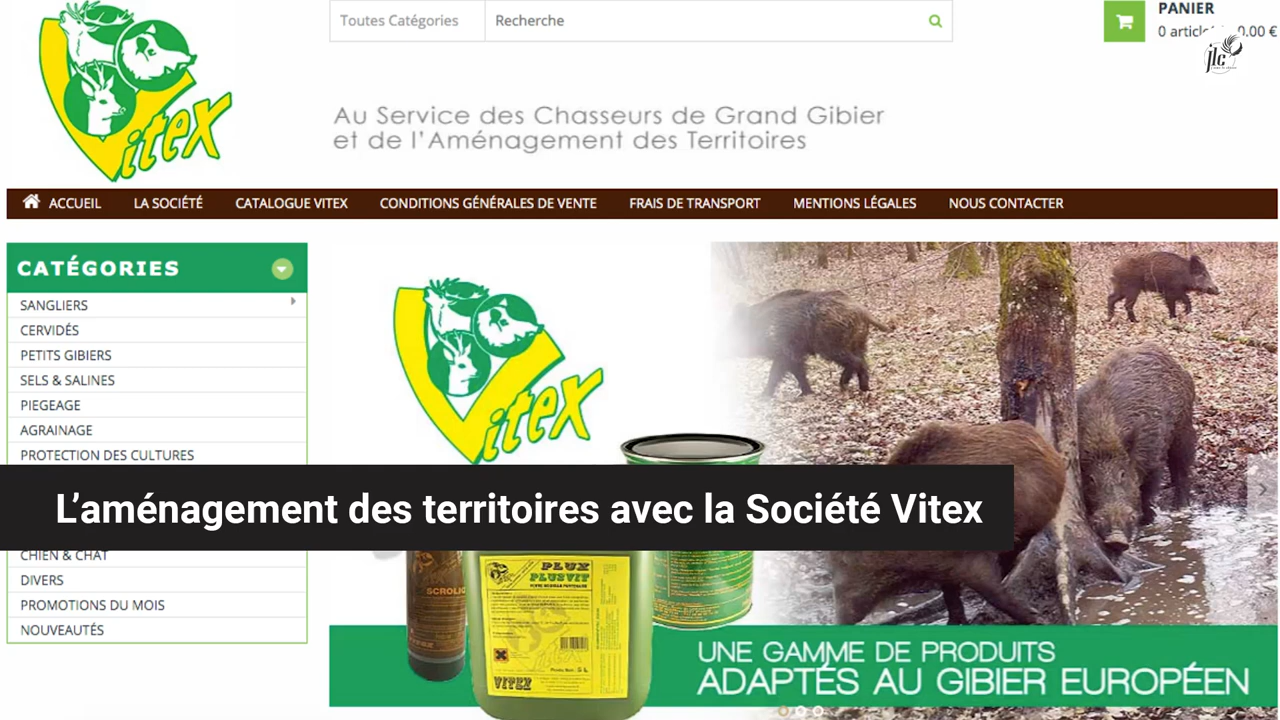 Toutes Catégories
Recherche
PANIER
0.00 €
jlc
Vitex
Au Service des Chasseurs de Grand Gibier
et de l'Aménagement des Territoires
ACCUEIL
LA SOCIÉTÉ
CATALOGUE VITEX
CONDITIONS GÉNÉRALES DE VENTE
FRAIS DE TRANSPORT
MENTIONS LÉGALES
NOUS CONTACTER
CATÉGORIES
SANGLIERS
CERVIDÉS
PETITS GIBIERS
SELS & SALINES
PIEGEAGE
AGRAINAGE
PROTECTION DES CULTURES
Vitex
L'aménagement des territoires avec la Société Vitex
CHIEN & CHAT
DIVERS
PROMOTIONS DU MOIS
NOUVEAUTÉS
PLUX
PLUSVIT
5 L
VITEX
UNE GAMME DE PRODUITS
ADAPTÉS AU GIBIER EUROPÉEN